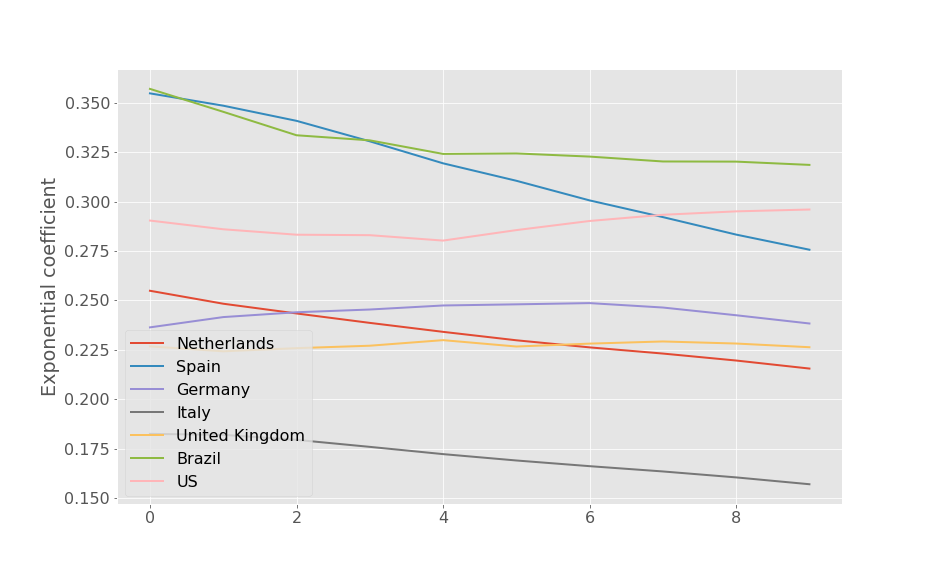 Exponential coefficient
0.350
0.325
0.300
0.275
0.250
0.225
0.200
0.175
0.150
Netherlands
Spain
Germany
Italy
United Kingdom
Brazil
US
0 2 4 6 8